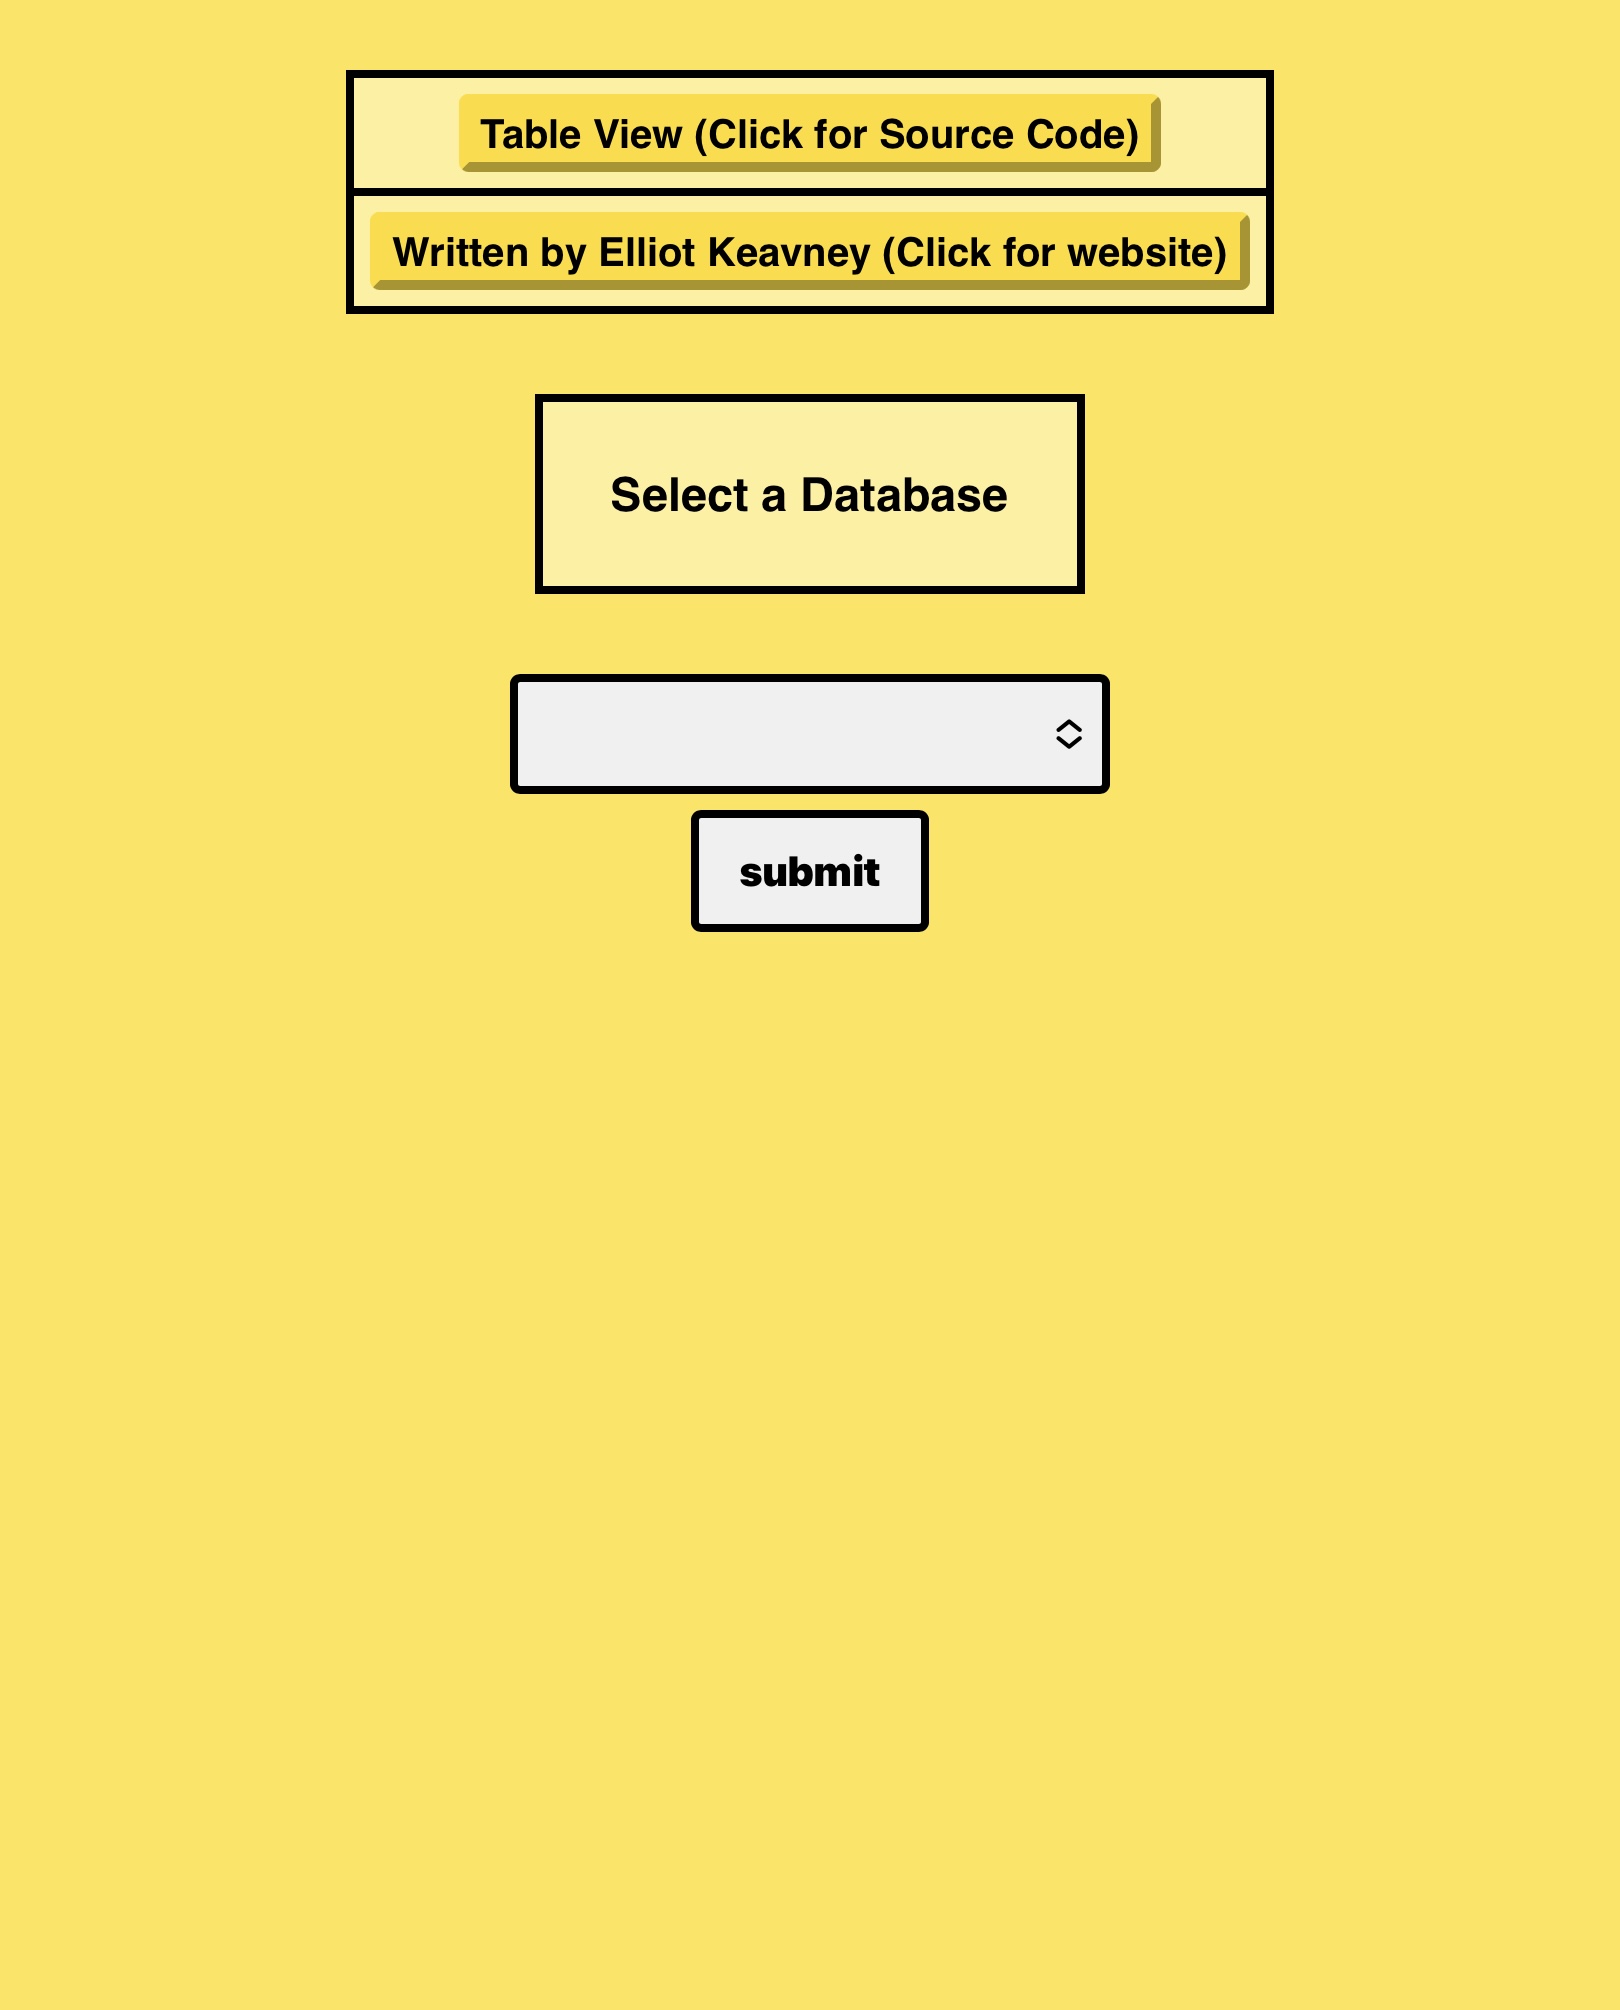 Table View (Click for Source Code)
Written by Elliot Keavney (Click for website)
Select a Database
submit